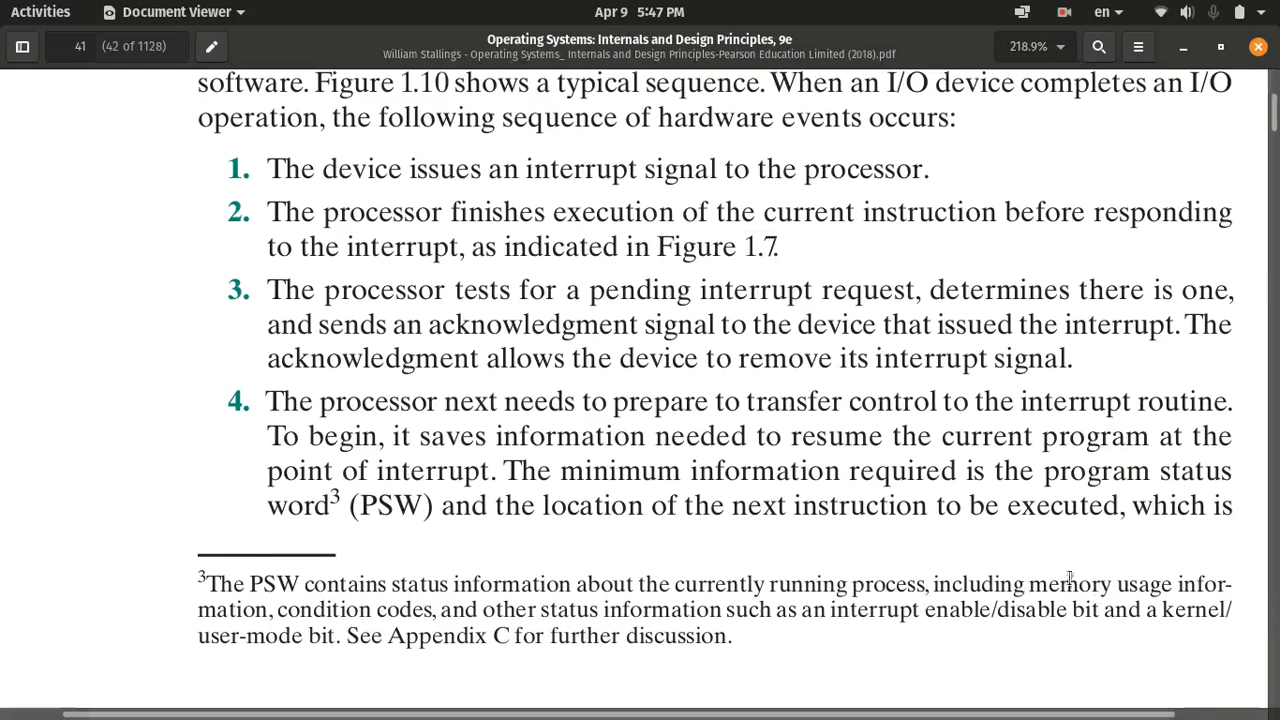 Activities
Document Viewer
Apr 9  5:47 PM
en
41
(42 of 1128)
Operating Systems: Internals and Design Principles, 9e
William Stallings - Operating Systems_ Internals and Design Principles-Pearson Education Limited (2018).pdf
218.9%
software. Figure 1.10 shows a typical sequence. When an I/O device completes an I/O
operation, the following sequence of hardware events occurs:
1. The device issues an interrupt signal to the processor.
2. The processor finishes execution of the current instruction before responding
to the interrupt, as indicated in Figure 1.7.
3. The processor tests for a pending interrupt request, determines there is one,
and sends an acknowledgment signal to the device that issued the interrupt. The
acknowledgment allows the device to remove its interrupt signal.
4. The processor next needs to prepare to transfer control to the interrupt routine.
To begin, it saves information needed to resume the current program at the
point of interrupt. The minimum information required is the program status
word³ (PSW) and the location of the next instruction to be executed, which is
³The PSW contains status information about the currently running process, including memory usage infor-
mation, condition codes, and other status information such as an interrupt enable/disable bit and a kernel/
user-mode bit. See Appendix C for further discussion.